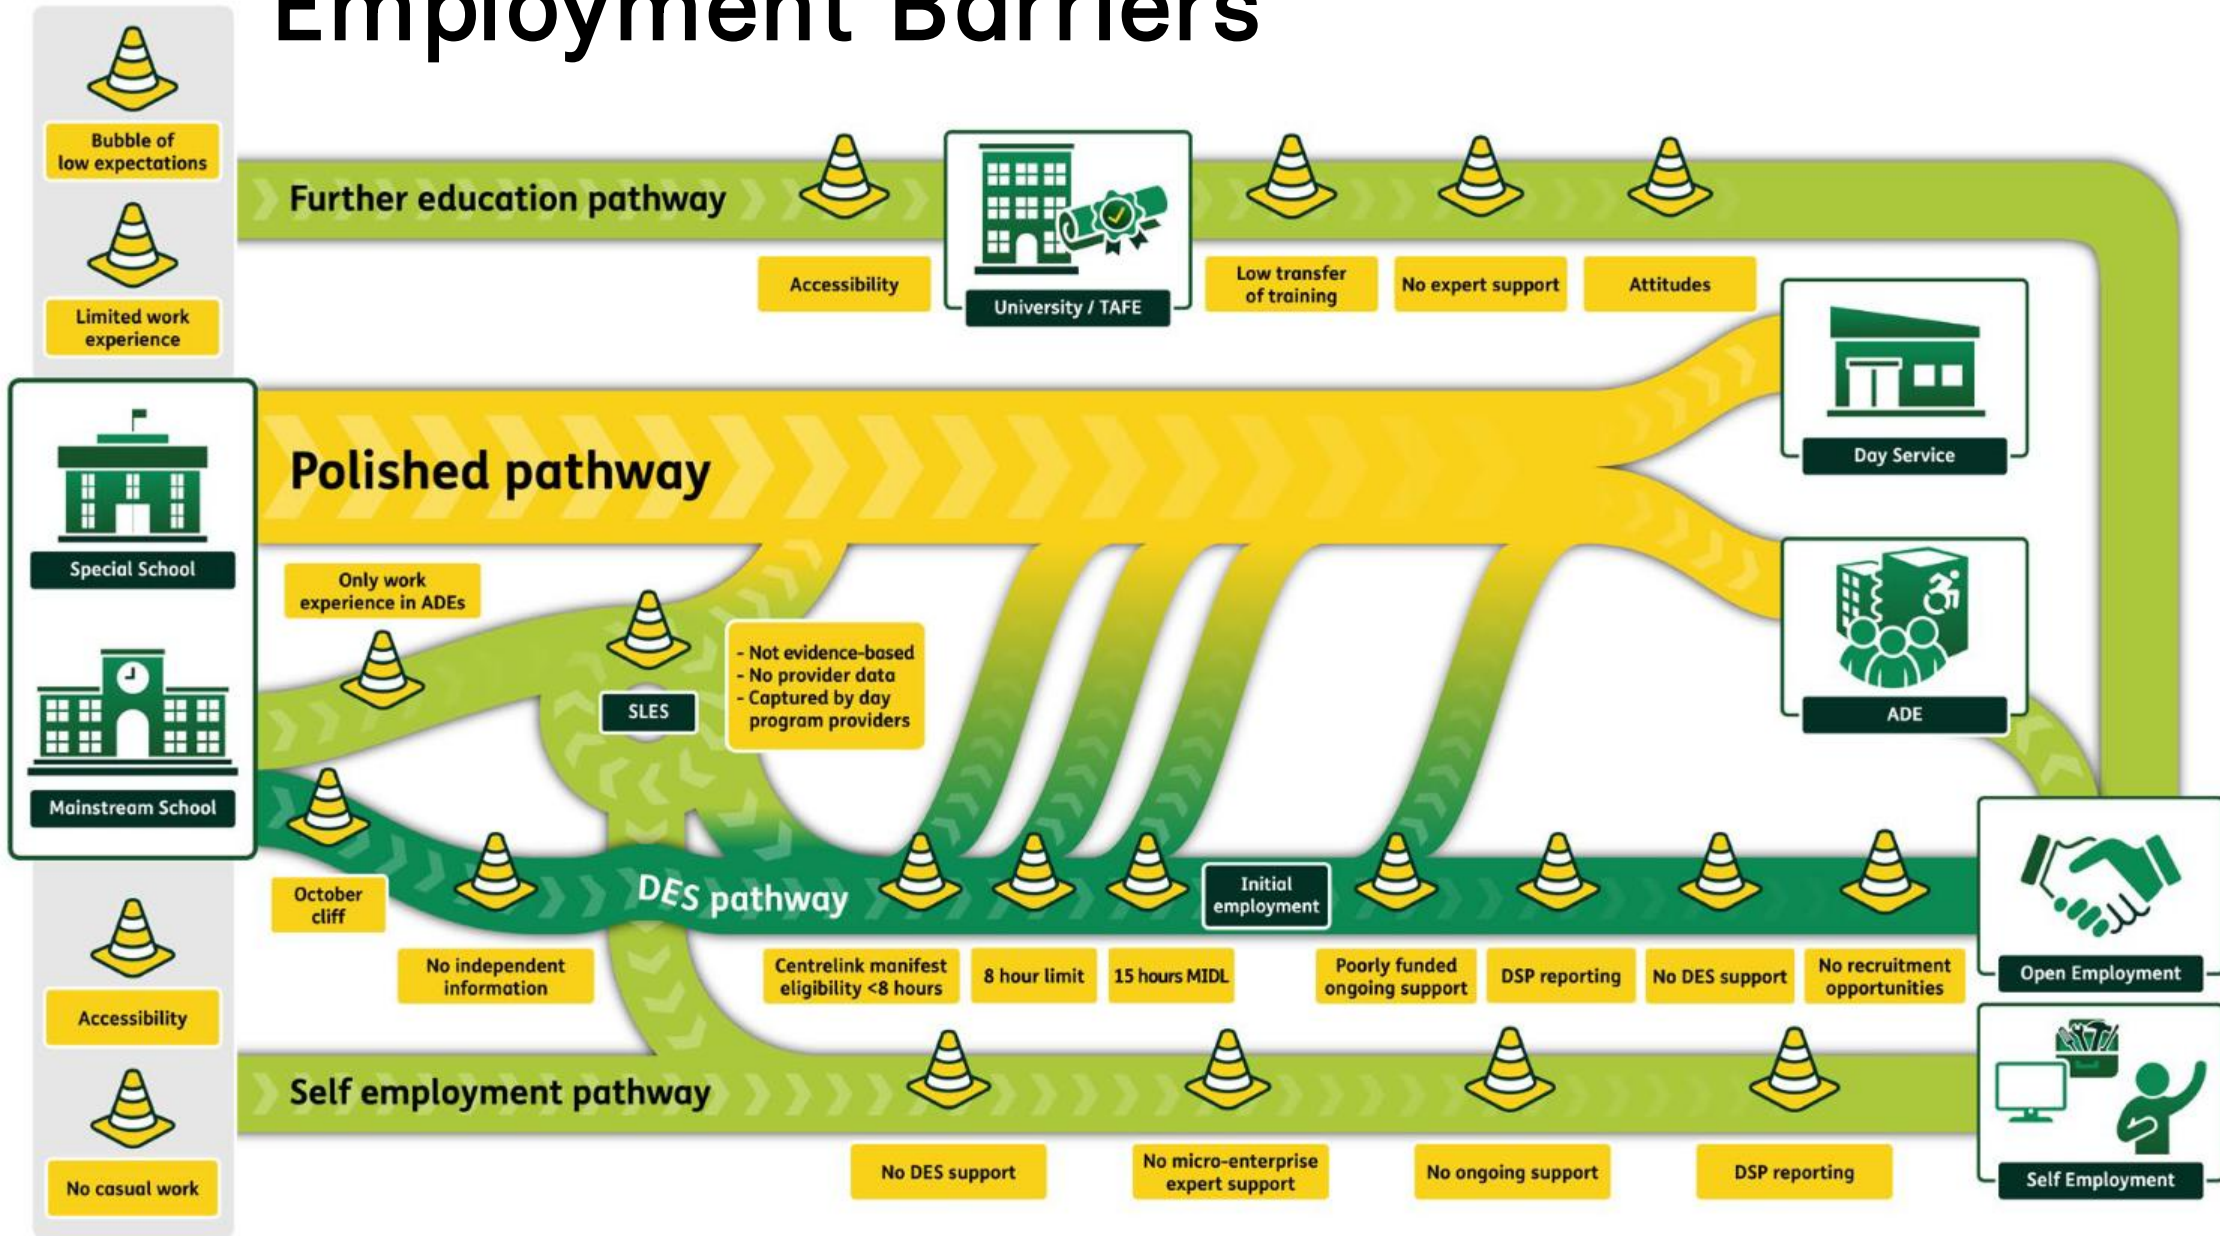 Employment Barriers
Bubble of
low expectations
Limited work
experience
Special School
Mainstream School
Accessibility
No casual work
Further education pathway
Accessibility
University / TAFE
Low transfer
of training
No expert support
Attitudes
Polished pathway
Day Service
ADE
Only work
experience in ADEs
SLES
- Not evidence-based
- No provider data
- Captured by day
program providers
October
cliff
No independent
information
DES pathway
Centrelink manifest
eligibility <8 hours
8 hour limit
15 hours MIDL
Initial
employment
Poorly funded
ongoing support
DSP reporting
No DES support
No recruitment
opportunities
Open Employment
Self employment pathway
No DES support
No micro-enterprise
expert support
No ongoing support
DSP reporting
Self Employment